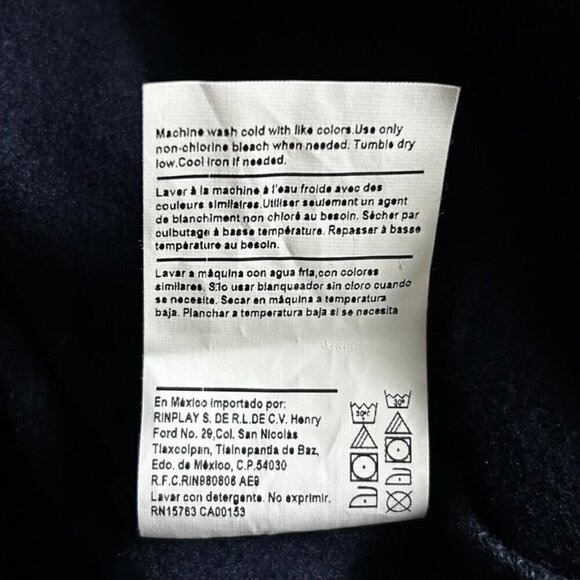 Machine wash cold with like colors.Use only
non-chlorine bleach when needed. Tumble dry
low.Cool iron if needed.
Laver à la machine à l'eau froide avec des
couleurs similaires.Utiliser seulement un agent
de blanchiment non chloré au besoin. Sécher par
culbutage à basse température. Repasser à basse
température au besoin.
Lavar a máquina con agua fria,con colores
similares. S:lo usar blanqueador sin cloro cuando
se necesite. Secar en máquina a temperatura
baja. Planchar a temperatura baja si se necesita
En México importado por:
RINPLAY S. DE R.L.DE C.V. Henry
Ford No. 29,Col. San Nicolás
Tlaxcolpan, Tlalnepantla de Baz,
Edo. de México, C.P.54030
R.F.C.RIN980806 AE9
Lavar con detergente. No exprimir.
RN15763 CA00153
30°C 30°